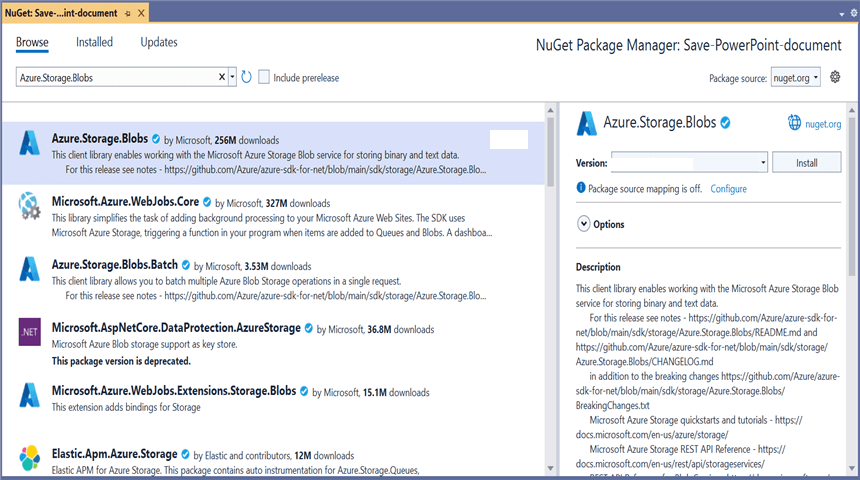 NuGet: Save-...int-document
Browse Installed Updates
NuGet Package Manager: Save-PowerPoint-document
Azure.Storage.Blobs
Include prerelease
Package source: nuget.org
Azure.Storage.Blobs by Microsoft, 256M downloads
This client library enables working with the Microsoft Azure Storage Blob service for storing binary and text data.
For this release see notes - https://github.com/Azure/azure-sdk-for-net/blob/main/sdk/storage/Azure.Storage.Blo...
Microsoft.Azure.WebJobs.Core by Microsoft, 327M downloads
This library simplifies the task of adding background processing to your Microsoft Azure Web Sites. The SDK uses
Microsoft Azure Storage, triggering a function in your program when items are added to Queues and Blobs. A dashboa...
Azure.Storage.Blobs.Batch by Microsoft, 3.53M downloads
This client library allows you to batch multiple Azure Blob Storage operations in a single request.
For this release see notes - https://github.com/Azure/azure-sdk-for-net/blob/main/sdk/storage/Azure.Storage.Blo...
.NET
Microsoft.AspNetCore.DataProtection.AzureStorage by Microsoft, 36.8M downloads
Microsoft Azure Blob storage support as key store.
This package version is deprecated.
Microsoft.Azure.WebJobs.Extensions.Storage.Blobs by Microsoft, 15.1M downloads
This extension adds bindings for Storage
Elastic.Apm.Azure.Storage by Elastic and contributors, 12M downloads
Elastic APM for Azure Storage. This package contains auto instrumentation for Azure.Storage.Queues,
Azure.Storage.Blobs
nuget.org
Version:
Install
Package source mapping is off. Configure
Options
Description
This client library enables working with the Microsoft Azure Storage Blob
service for storing binary and text data.
For this release see notes - https://github.com/Azure/azure-sdk-for-
net/blob/main/sdk/storage/Azure.Storage.Blobs/README.md and
https://github.com/Azure/azure-sdk-for-net/blob/main/sdk/storage/
Azure.Storage.Blobs/CHANGELOG.md
in addition to the breaking changes https://github.com/Azure/azure-
sdk-for-net/blob/main/sdk/storage/Azure.Storage.Blobs/
BreakingChanges.txt
Microsoft Azure Storage quickstarts and tutorials - https://
docs.microsoft.com/en-us/azure/storage/
Microsoft Azure Storage REST API Reference - https://
docs.microsoft.com/en-us/rest/api/storageservices/